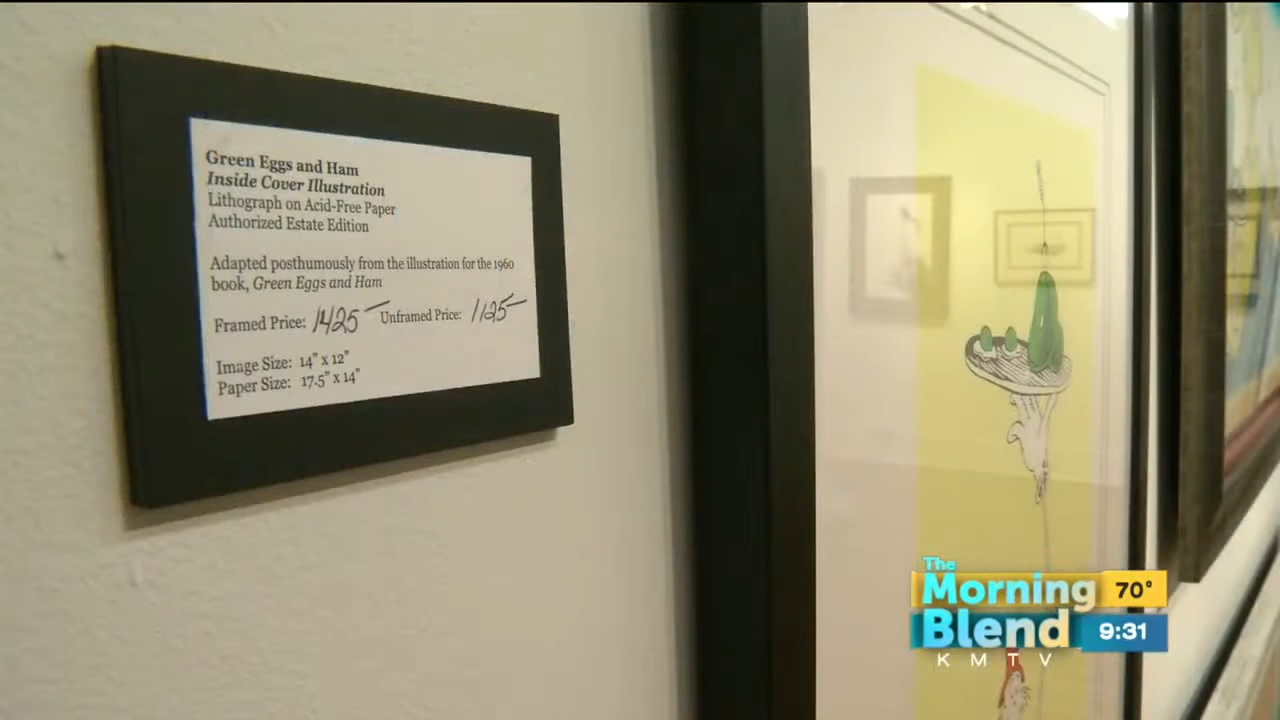 Green Eggs and Ham
Inside Cover Illustration
Lithograph on Acid-Free Paper
Authorized Estate Edition
Adapted posthumously from the illustration for the 1960
book, Green Eggs and Ham
Framed Price: 1425- Unframed Price: 1125-
Image Size: 14" x 12"
Paper Size: 17.5" x 14"
The
Morning 70°
Blend 9:31
KMTV